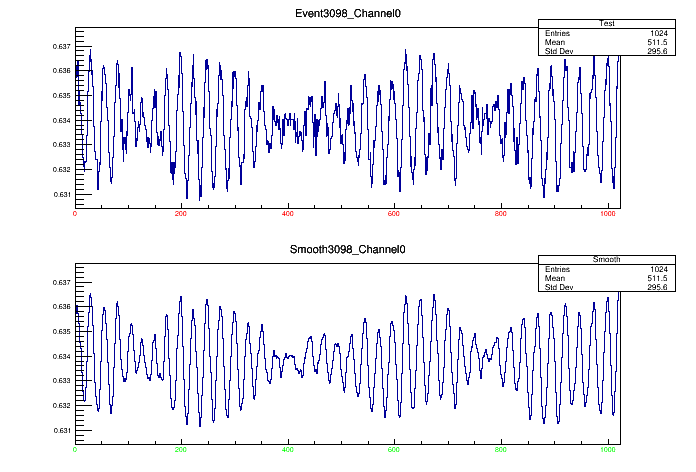 Event3098_Channel0
Test
Entries 1024
Mean 511.5
Std Dev 295.6
0.637
0.636
0.635
0.634
0.633
0.632
0.631
0 200 400 600 800 1000
Smooth3098_Channel0
Smooth
Entries 1024
Mean 511.5
Std Dev 295.6
0.637
0.636
0.635
0.634
0.633
0.632
0.631
0 200 400 600 800 1000